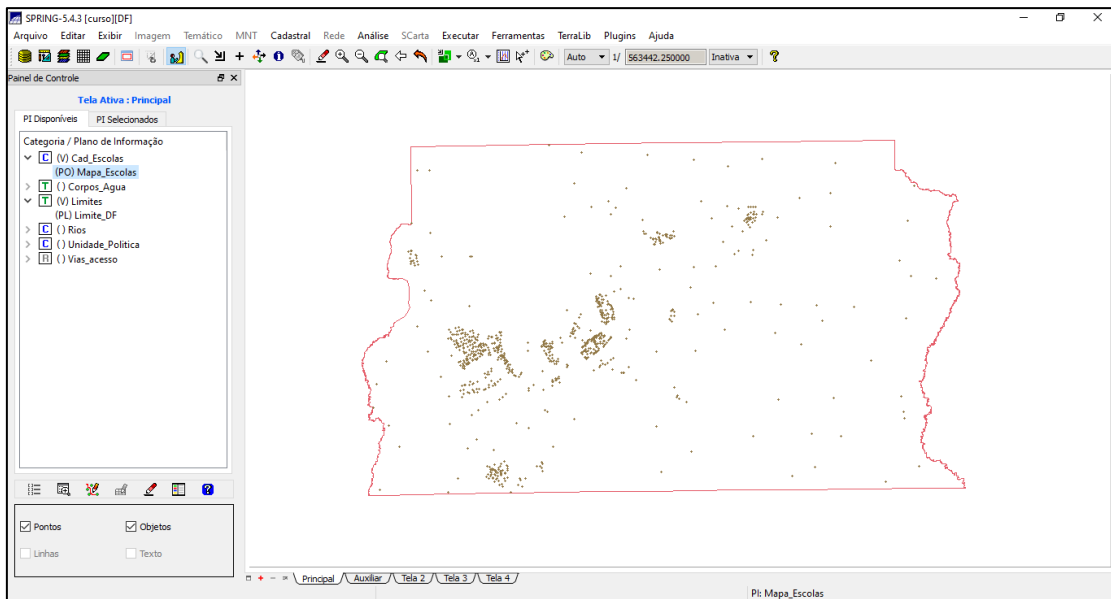 SPRING-5.4.3 [curso][DF]
Arquivo Editar Exibir Imagem Temático MNT Cadastral Rede Análise SCarta Executar Ferramentas TerraLib Plugins Ajuda
Auto 1/ 563442.250000 Inativa
Painel de Controle
Tela Ativa : Principal
PI Disponíveis PI Selecionados
Categoria / Plano de Informação
C (V) Cad_Escolas
(PO) Mapa_Escolas
T () Corpos_Agua
T (V) Limites
(PL) Limite_DF
C () Rios
C () Unidade_Politica
R () Vias_acesso
Pontos Objetos
Linhas Texto
Principal Auxiliar Tela 2 Tela 3 Tela 4
PI: Mapa_Escolas